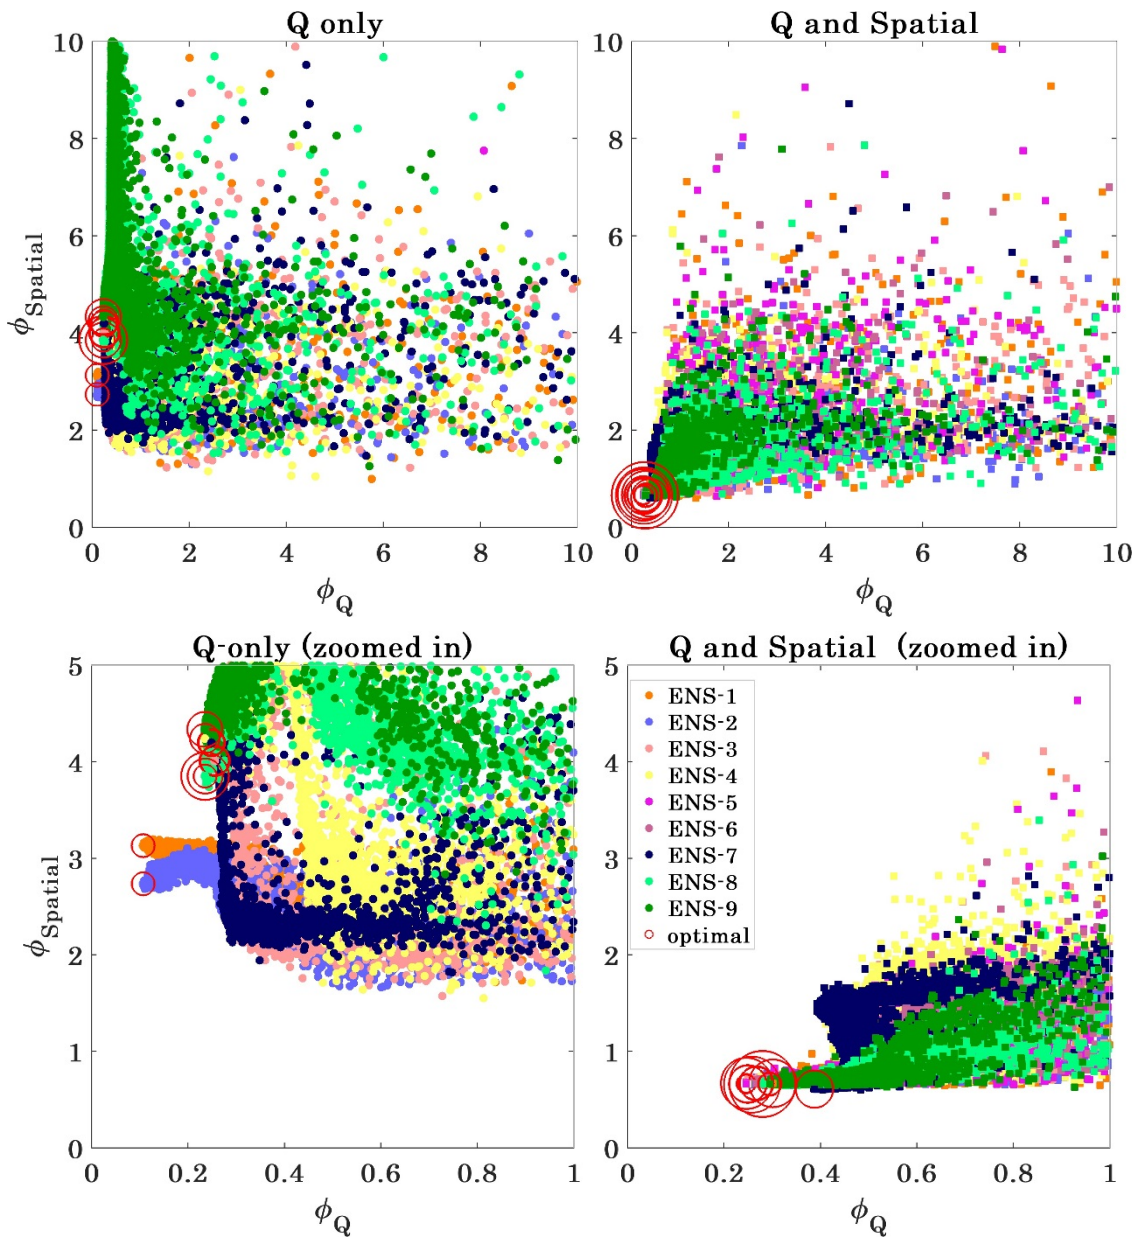 Q only
10
8
6
4
2
0
ϕSpatial
0 2 4 6 8 10
ϕQ
Q and Spatial
10
8
6
4
2
0
2 4 6 8 10
ϕQ
Q-only (zoomed in)
5
4
3
2
1
0
ϕSpatial
0 0.2 0.4 0.6 0.8 1
ϕQ
Q and Spatial (zoomed in)
5
4
3
2
1
0
ENS-1
ENS-2
ENS-3
ENS-4
ENS-5
ENS-6
ENS-7
ENS-8
ENS-9
optimal
0 0.2 0.4 0.6 0.8 1
ϕQ